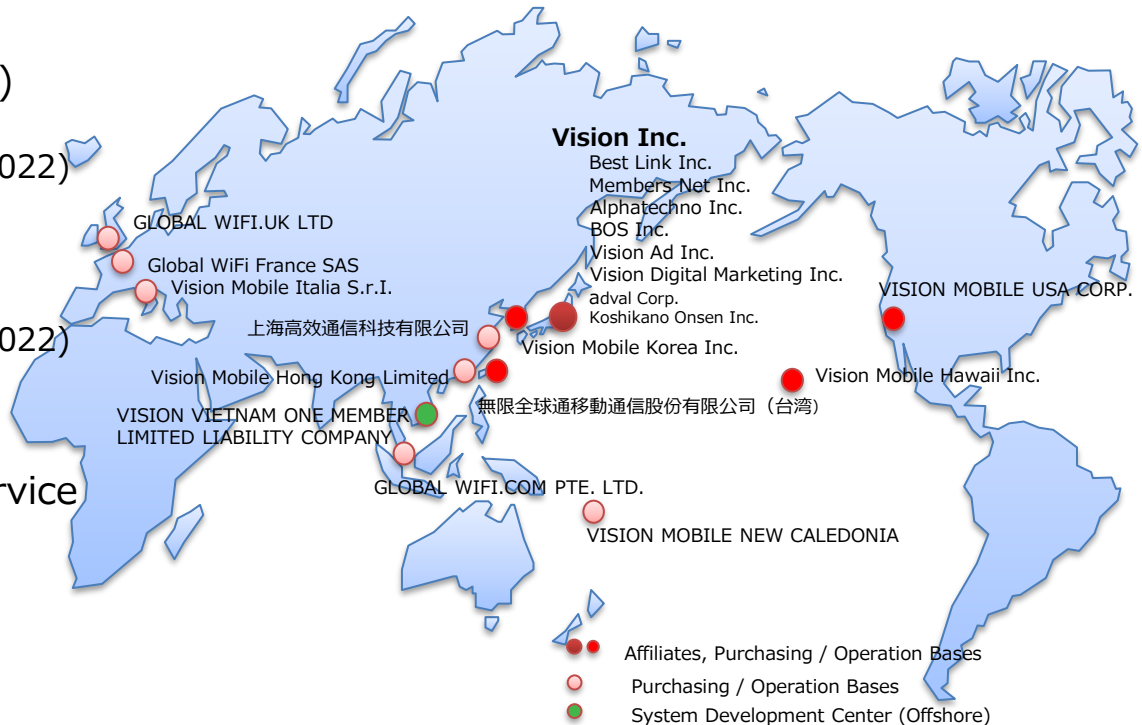 )
022)
022)
rvice
Vision Inc.
Best Link Inc.
Members Net Inc.
Alphatechno Inc.
BOS Inc.
Vision Ad Inc.
Vision Digital Marketing Inc.
adval Corp.
Koshikano Onsen Inc.
GLOBAL WIFI.UK LTD
Global WiFi France SAS
Vision Mobile Italia S.r.I.
上海高效通信科技有限公司
Vision Mobile Korea Inc.
VISION MOBILE USA CORP.
Vision Mobile Hong Kong Limited
Vision Mobile Hawaii Inc.
無限全球通移動通信股份有限公司（台湾）
VISION VIETNAM ONE MEMBER
LIMITED LIABILITY COMPANY
GLOBAL WIFI.COM PTE. LTD.
VISION MOBILE NEW CALEDONIA
Affiliates, Purchasing / Operation Bases
Purchasing / Operation Bases
System Development Center (Offshore)